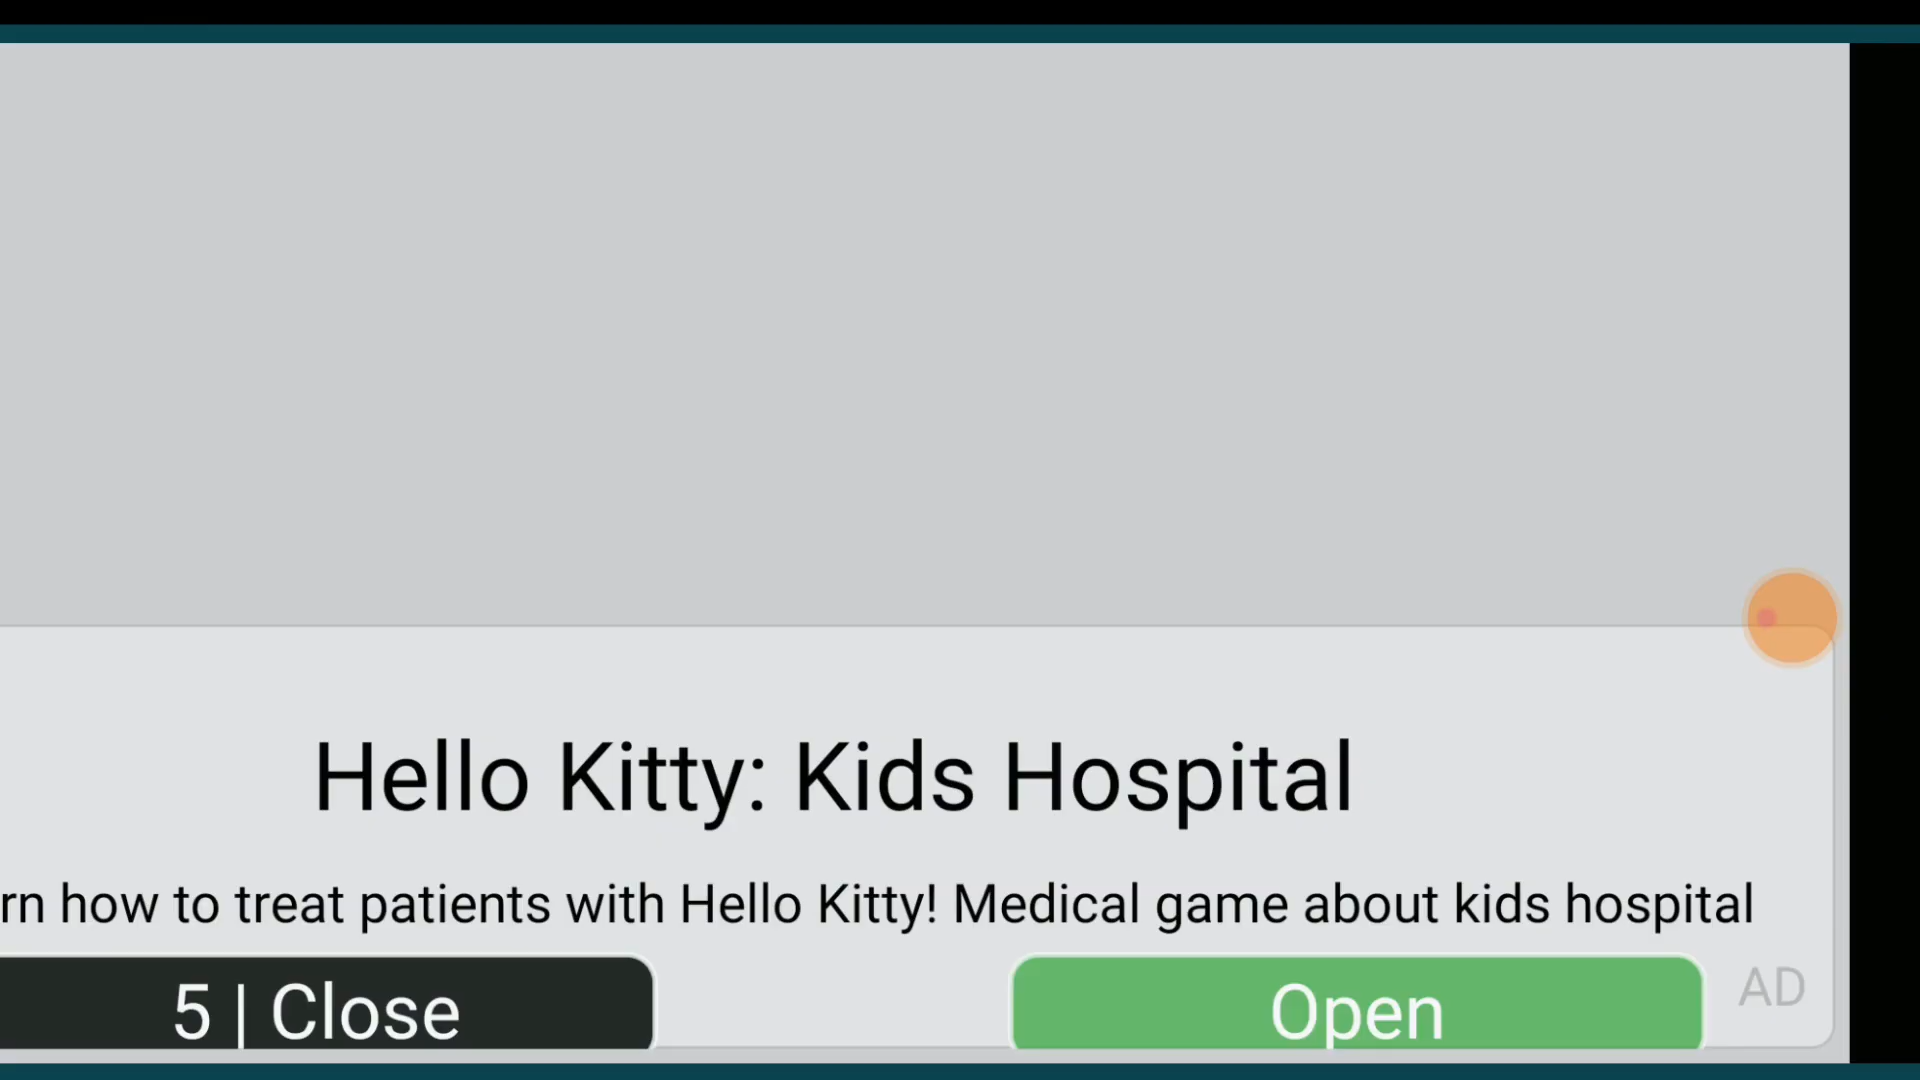 Hello Kitty: Kids Hospital
rn how to treat patients with Hello Kitty! Medical game about kids hospital
5 | Close
Open
AD